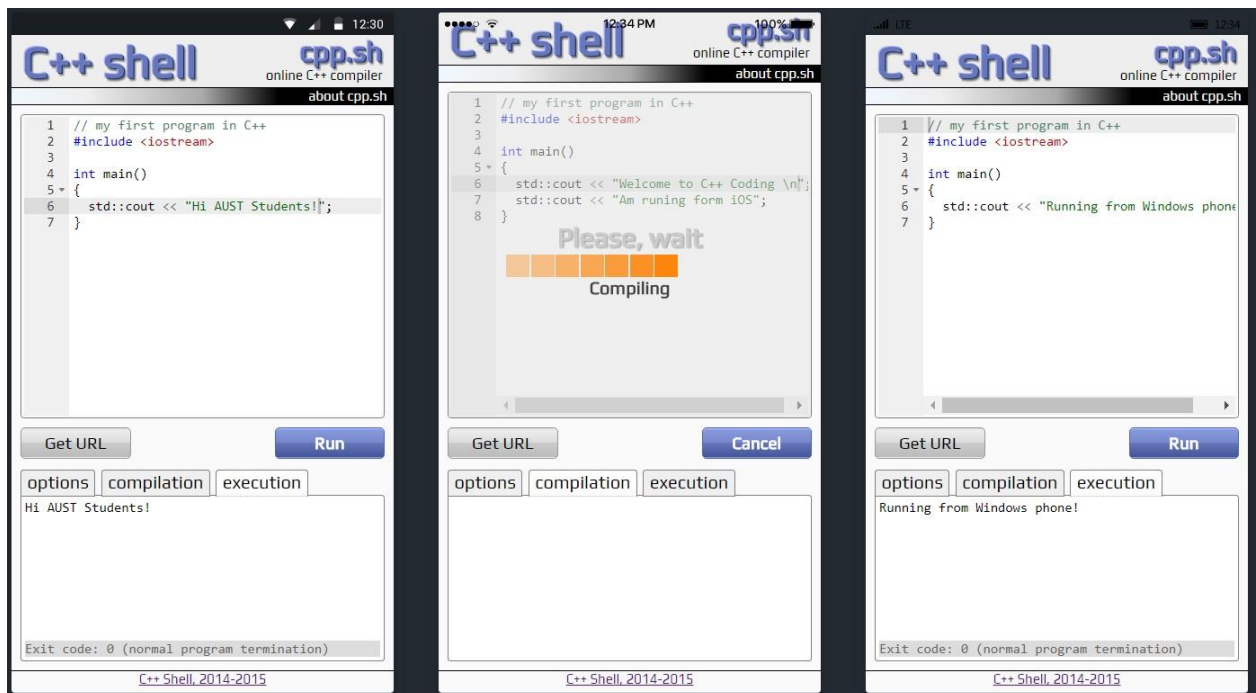 12:30
C++ shell
cpp.sh
online C++ compiler
about cpp.sh
1 // my first program in C++
2 #include <iostream>
3
4 int main()
5 {
6 std::cout << "Hi AUST Students!";
7 }
Get URL
Run
options compilation execution
Hi AUST Students!
Exit code: 0 (normal program termination)
C++ Shell, 2014-2015
12:34 PM
100%
C++ shell
cpp.sh
online C++ compiler
about cpp.sh
1 // my first program in C++
2 #include <iostream>
3
4 int main()
5 {
6 std::cout << "Welcome to C++ Coding \n";
7 std::cout << "Am runing form iOS";
8 }
Please, wait
Compiling
Get URL
Cancel
options compilation execution
C++ Shell, 2014-2015
LTE
12:34
C++ shell
cpp.sh
online C++ compiler
about cpp.sh
1 // my first program in C++
2 #include <iostream>
3
4 int main()
5 {
6 std::cout << "Running from Windows phone
7 }
Get URL
Run
options compilation execution
Running from Windows phone!
Exit code: 0 (normal program termination)
C++ Shell, 2014-2015